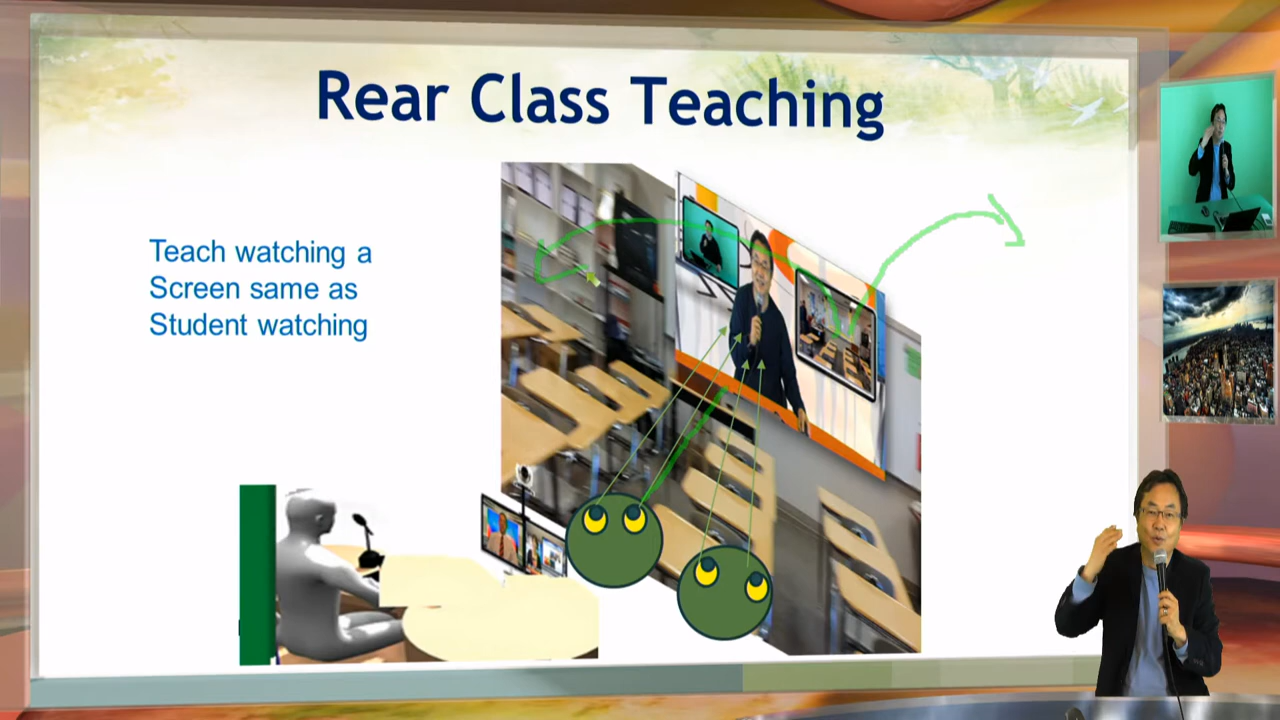 Rear Class Teaching
Teach watching a
Screen same as
Student watching